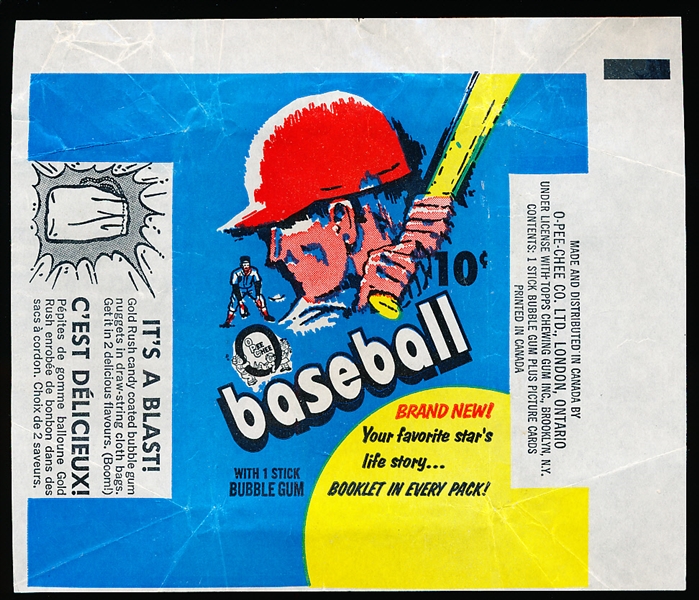 10¢
O-PEE-CHEE
baseball
WITH 1 STICK
BUBBLE GUM
BRAND NEW!
Your favorite star's
life story...
BOOKLET IN EVERY PACK!
IT'S A BLAST!
Gold Rush candy coated bubble gum
nuggets in draw-string cloth bags.
Get it in 2 delicious flavours. (Boom!)
C'EST DÉLICIEUX!
Pépites de gomme balloune Gold
Rush enrobée de bonbon dans des
sacs à cordon. Choix de 2 saveurs.
MADE AND DISTRIBUTED IN CANADA BY
O-PEE-CHEE CO. LTD., LONDON, ONTARIO
UNDER LICENSE WITH TOPPS CHEWING GUM INC., BROOKLYN, N.Y.
CONTENTS: 1 STICK BUBBLE GUM PLUS PICTURE CARDS
PRINTED IN CANADA